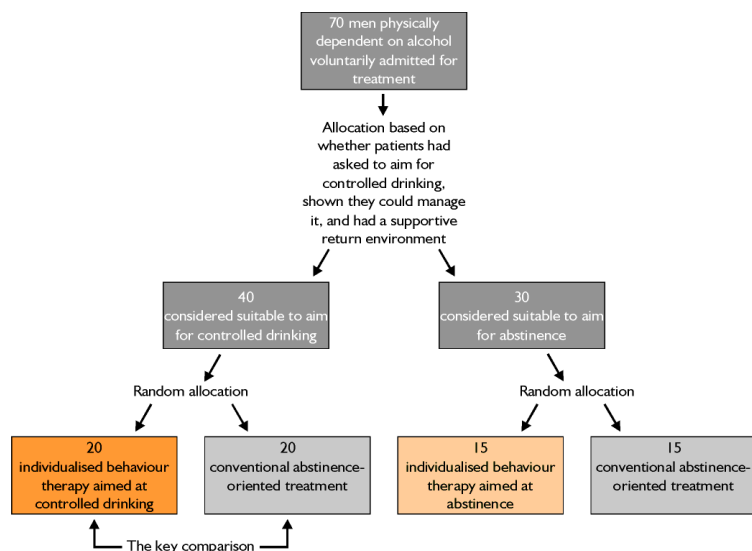 70 men physically
dependent on alcohol
voluntarily admitted for
treatment
Allocation based on
whether patients had
asked to aim for
controlled drinking,
shown they could manage
it, and had a supportive
return environment
40
considered suitable to aim
for controlled drinking
30
considered suitable to aim
for abstinence
Random allocation
Random allocation
20
individualised behaviour
therapy aimed at
controlled drinking
20
conventional abstinence-
oriented treatment
15
individualised behaviour
therapy aimed at
abstinence
15
conventional abstinence-
oriented treatment
The key comparison